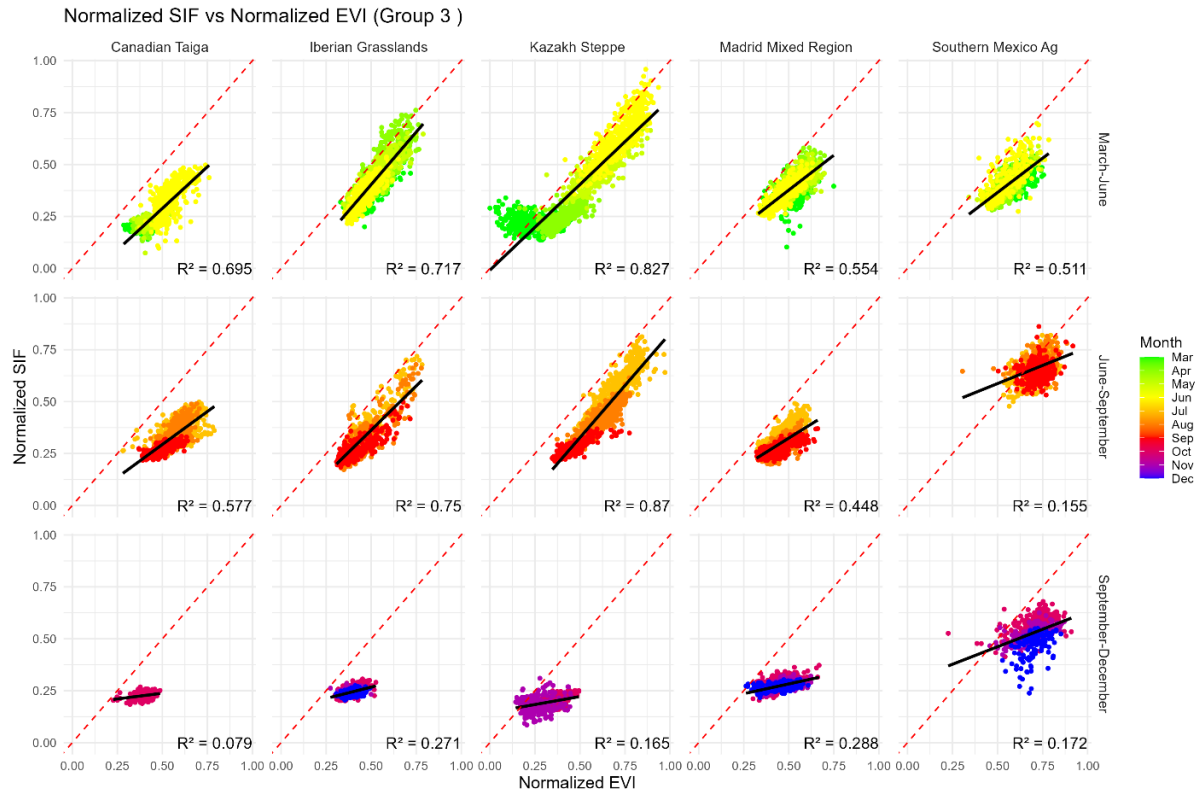 Normalized SIF vs Normalized EVI (Group 3 )
Canadian Taiga
Iberian Grasslands
Kazakh Steppe
Madrid Mixed Region
Southern Mexico Ag
1.00
0.75
0.50
0.25
0.00
R² = 0.695
R² = 0.717
R² = 0.827
R² = 0.554
R² = 0.511
March-June
1.00
0.75
0.50
0.25
0.00
R² = 0.577
R² = 0.75
R² = 0.87
R² = 0.448
R² = 0.155
June-September
1.00
0.75
0.50
0.25
0.00
R² = 0.079
R² = 0.271
R² = 0.165
R² = 0.288
R² = 0.172
September-December
0.00 0.25 0.50 0.75 1.00
0.00 0.25 0.50 0.75 1.00
0.00 0.25 0.50 0.75 1.00
0.00 0.25 0.50 0.75 1.00
0.00 0.25 0.50 0.75 1.00
Normalized EVI
Normalized SIF
Month
Mar
Apr
May
Jun
Jul
Aug
Sep
Oct
Nov
Dec